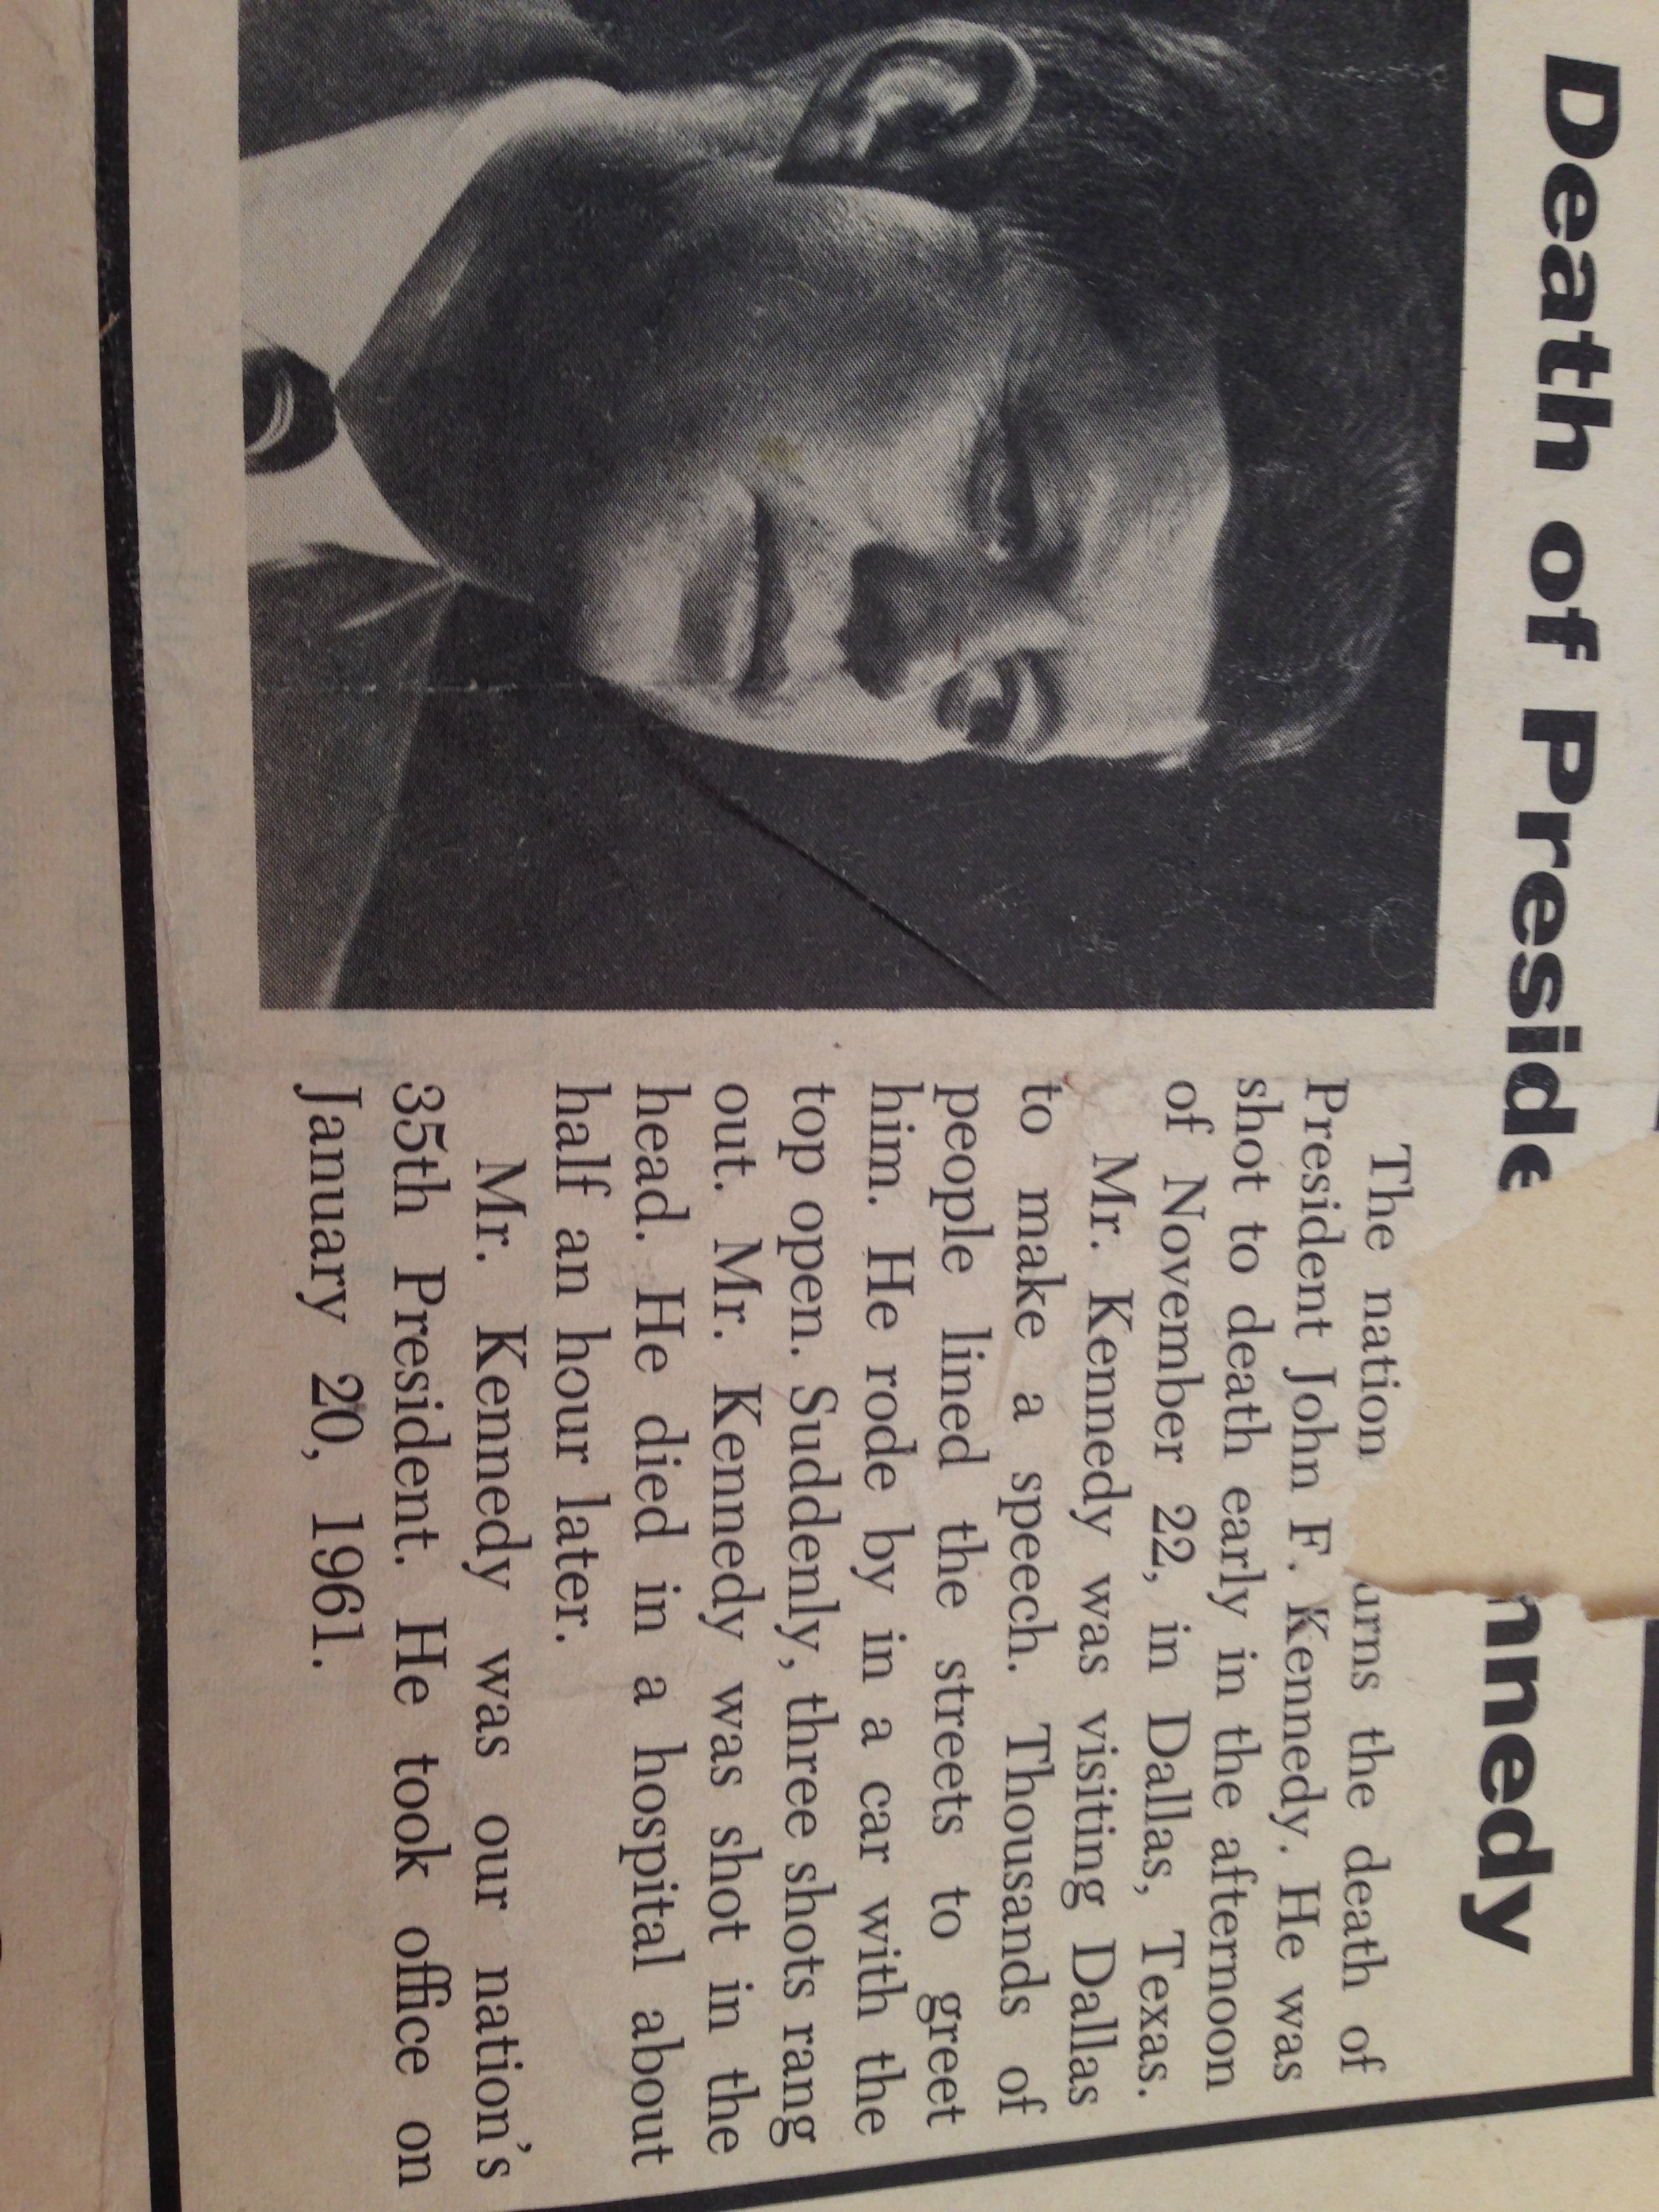 Death of Preside nnedy
The nation urns the death of
President John F. Kennedy. He was
shot to death early in the afternoon
of November 22, in Dallas, Texas.
Mr. Kennedy was visiting Dallas
to make a speech. Thousands of
people lined the streets to greet
him. He rode by in a car with the
top open. Suddenly, three shots rang
out. Mr. Kennedy was shot in the
head. He died in a hospital about
half an hour later.
Mr. Kennedy was our nation's
35th President. He took office on
January 20, 1961.